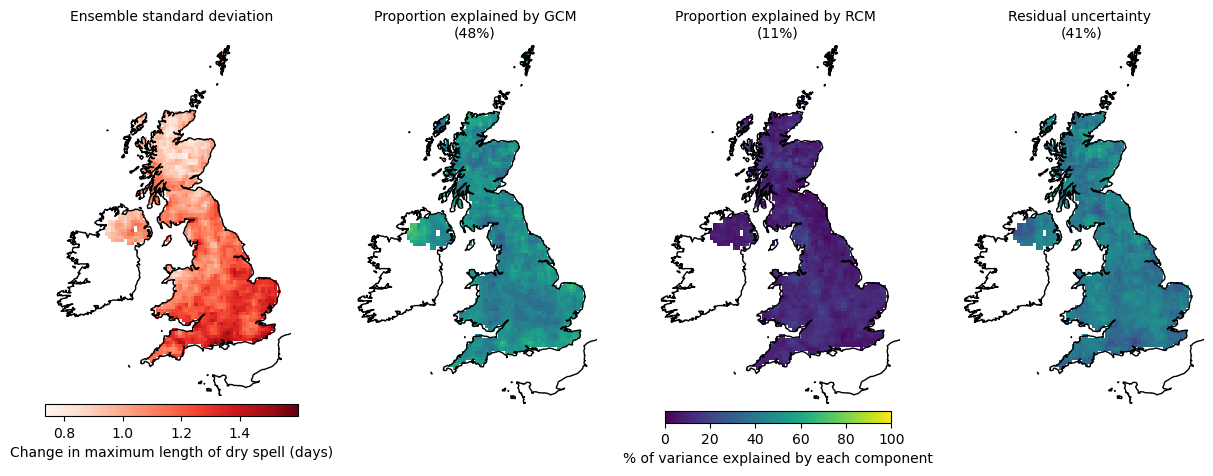 Ensemble standard deviation
Proportion explained by GCM
(48%)
Proportion explained by RCM
(11%)
Residual uncertainty
(41%)
0.8 1.0 1.2 1.4
Change in maximum length of dry spell (days)
0 20 40 60 80 100
% of variance explained by each component